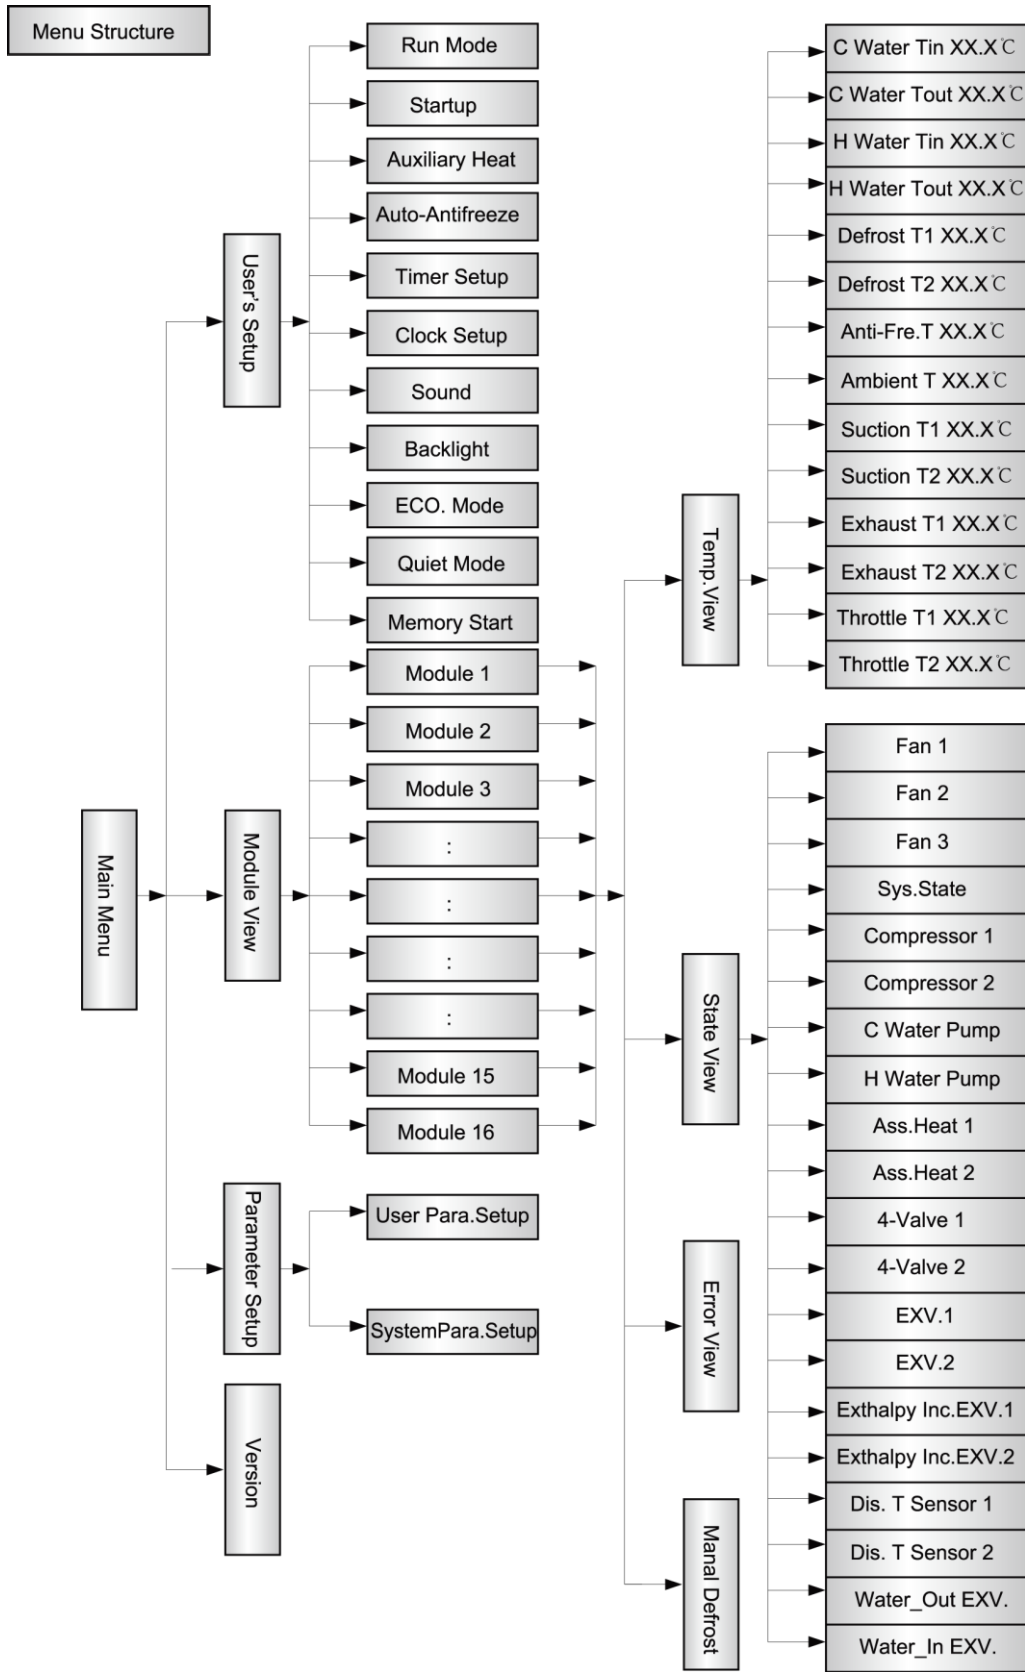 Menu Structure
Main Menu
User's Setup
Module View
Parameter Setup
Version
Run Mode
Startup
Auxiliary Heat
Auto-Antifreeze
Timer Setup
Clock Setup
Sound
Backlight
ECO. Mode
Quiet Mode
Memory Start
Module 1
Module 2
Module 3
:
:
:
:
Module 15
Module 16
User Para.Setup
SystemPara.Setup
Temp.View
State View
Error View
Manal Defrost
C Water Tin XX.X℃
C Water Tout XX.X℃
H Water Tin XX.X℃
H Water Tout XX.X℃
Defrost T1 XX.X℃
Defrost T2 XX.X℃
Anti-Fre.T XX.X℃
Ambient T XX.X℃
Suction T1 XX.X℃
Suction T2 XX.X℃
Exhaust T1 XX.X℃
Exhaust T2 XX.X℃
Throttle T1 XX.X℃
Throttle T2 XX.X℃
Fan 1
Fan 2
Fan 3
Sys.State
Compressor 1
Compressor 2
C Water Pump
H Water Pump
Ass.Heat 1
Ass.Heat 2
4-Valve 1
4-Valve 2
EXV.1
EXV.2
Exthalpy Inc.EXV.1
Exthalpy Inc.EXV.2
Dis. T Sensor 1
Dis. T Sensor 2
Water_Out EXV.
Water_In EXV.